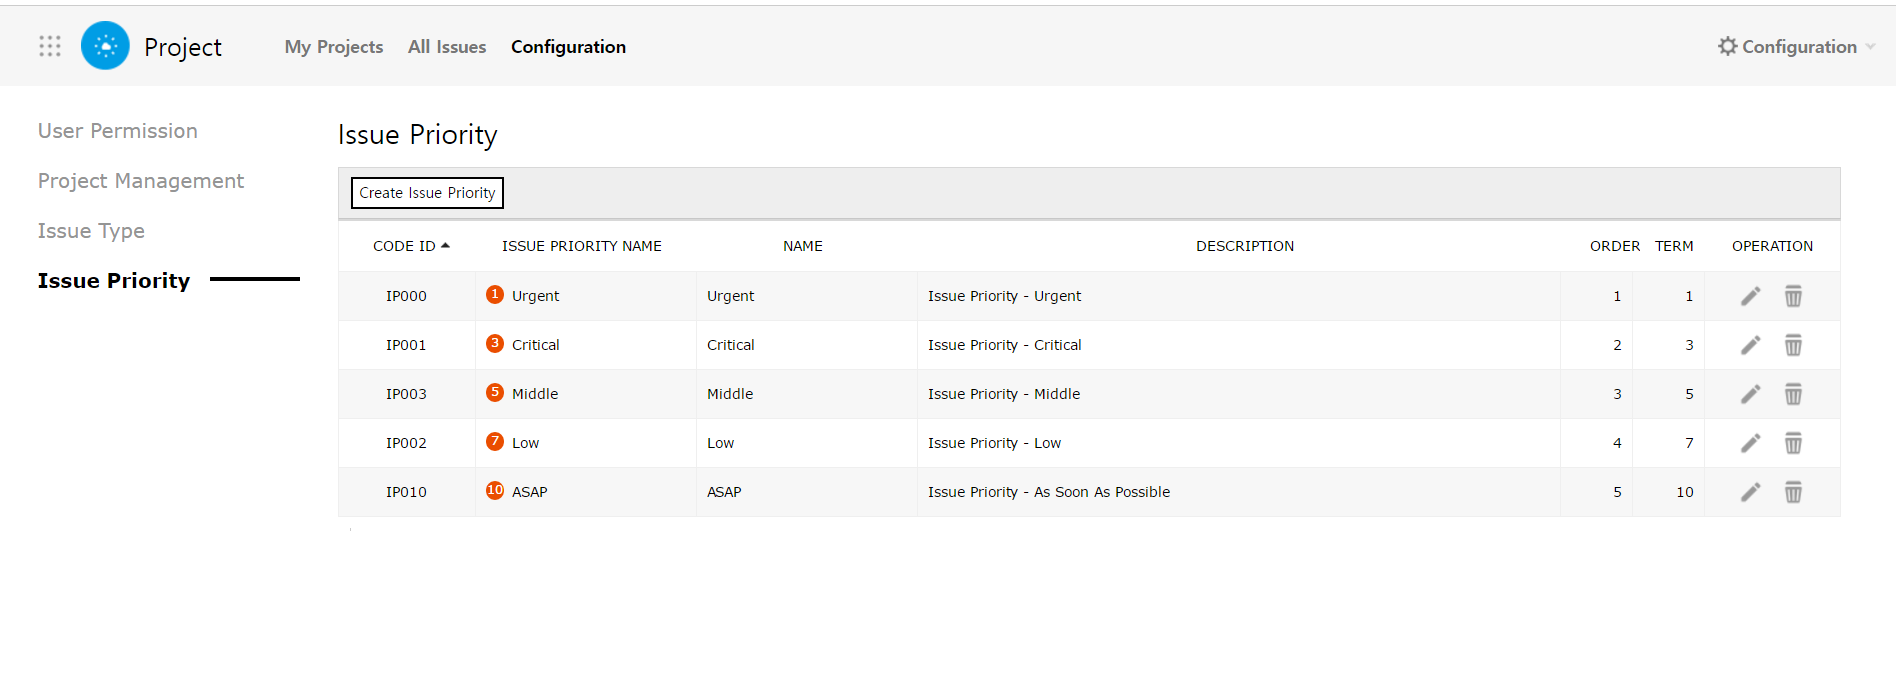 Project My Projects All Issues Configuration Configuration
User Permission
Project Management
Issue Type
Issue Priority
Issue Priority
Create Issue Priority
CODE ID ISSUE PRIORITY NAME NAME DESCRIPTION ORDER TERM OPERATION
IP000 1 Urgent Urgent Issue Priority - Urgent 1 1
IP001 3 Critical Critical Issue Priority - Critical 2 3
IP003 5 Middle Middle Issue Priority - Middle 3 5
IP002 7 Low Low Issue Priority - Low 4 7
IP010 10 ASAP ASAP Issue Priority - As Soon As Possible 5 10